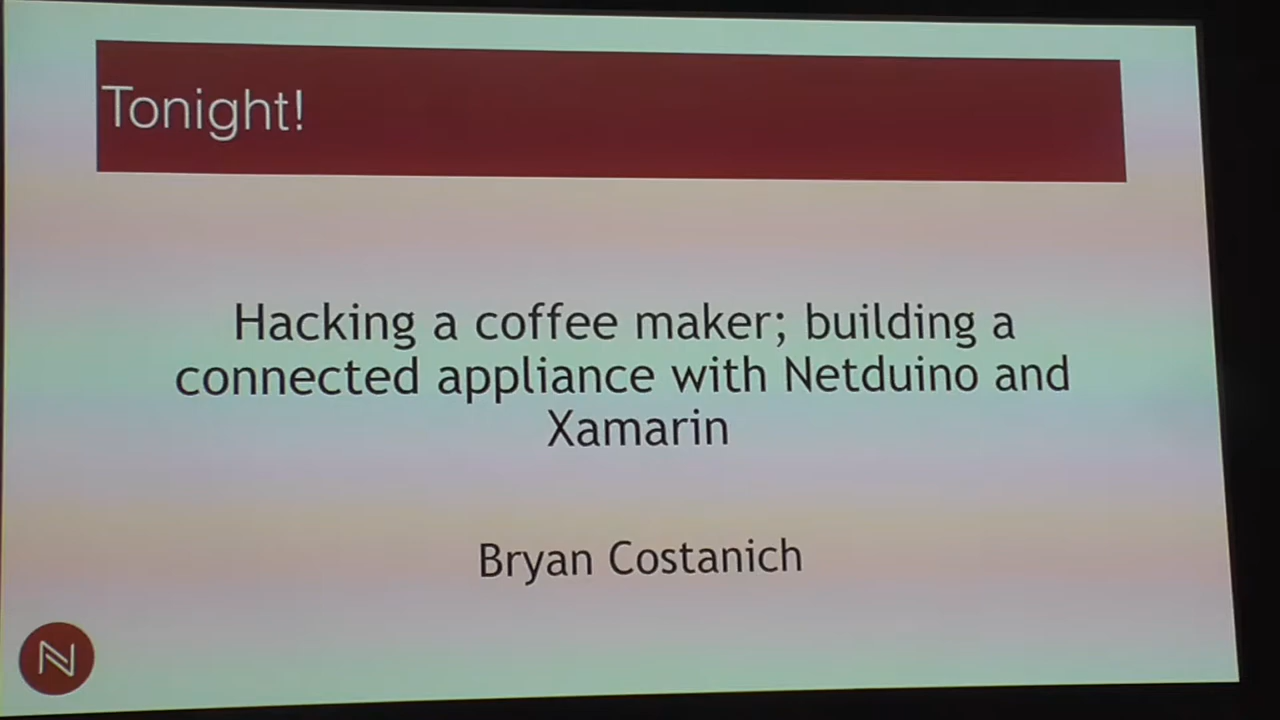 Tonight!
Hacking a coffee maker; building a
connected appliance with Netduino and
Xamarin
Bryan Costanich
N